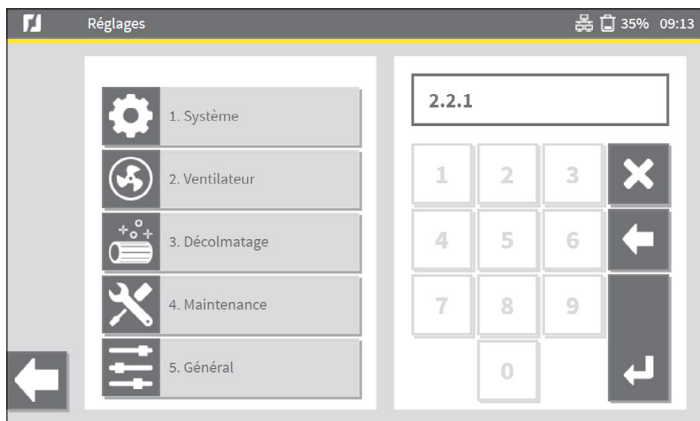 Réglages
35% 09:13
1. Système
2. Ventilateur
3. Décolmatage
4. Maintenance
5. Général
2.2.1
1 2 3
4 5 6
7 8 9
0